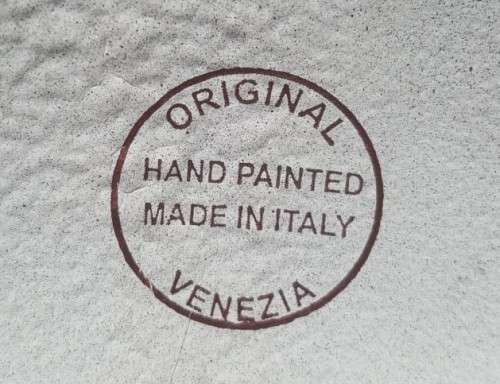 ORIGINAL
HAND PAINTED
MADE IN ITALY
VENEZIA